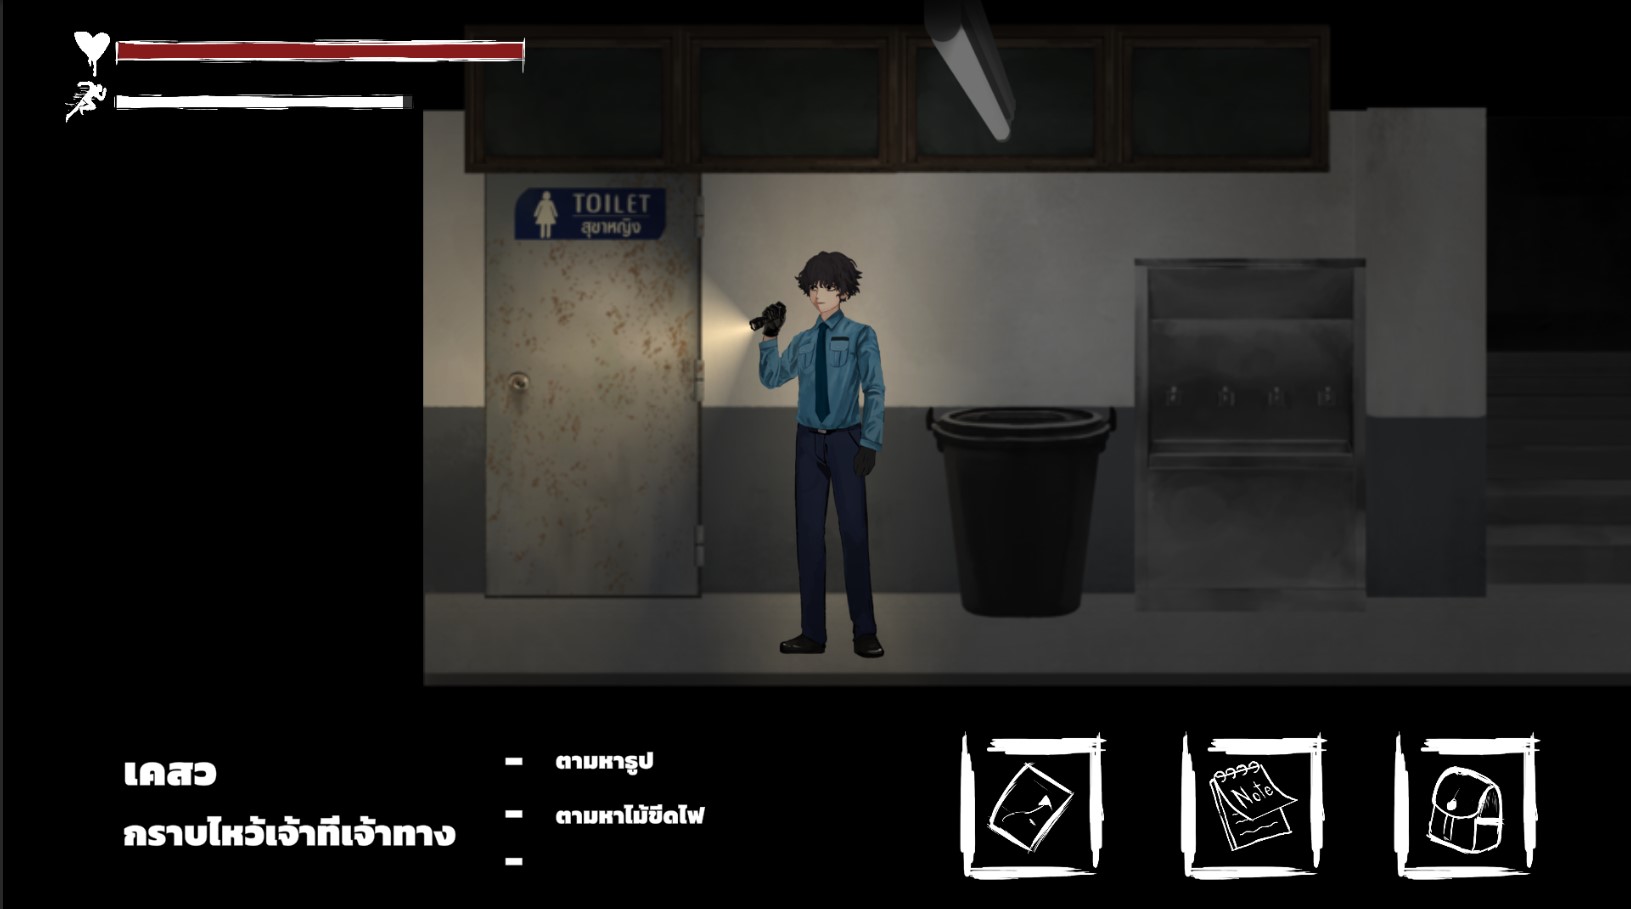 TOILET
สุขาหญิง
เคสว
กราบไหว้เจ้าที่เจ้าทาง
- ตามหาธูป
- ตามหาไม้ขีดไฟ
-
Note